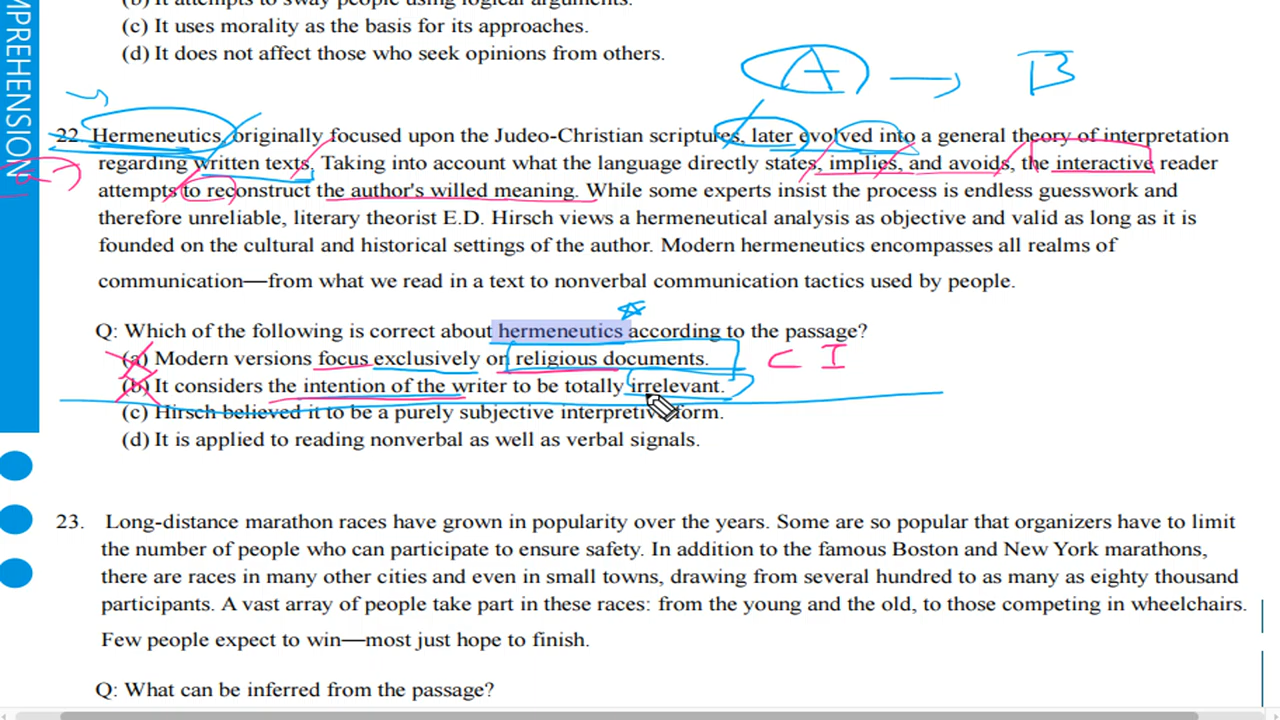 (b) It attempts to sway people using logical arguments.
(c) It uses morality as the basis for its approaches.
(d) It does not affect those who seek opinions from others.
A → B
22. Hermeneutics, originally focused upon the Judeo-Christian scriptures, later evolved into a general theory of interpretation
regarding written texts. Taking into account what the language directly states, implies, and avoids, the interactive reader
attempts to reconstruct the author's willed meaning. While some experts insist the process is endless guesswork and
therefore unreliable, literary theorist E.D. Hirsch views a hermeneutical analysis as objective and valid as long as it is
founded on the cultural and historical settings of the author. Modern hermeneutics encompasses all realms of
communication—from what we read in a text to nonverbal communication tactics used by people.
Q: Which of the following is correct about hermeneutics according to the passage?
(a) Modern versions focus exclusively on religious documents. C I
(b) It considers the intention of the writer to be totally irrelevant.
(c) Hirsch believed it to be a purely subjective interpretive form.
(d) It is applied to reading nonverbal as well as verbal signals.
23. Long-distance marathon races have grown in popularity over the years. Some are so popular that organizers have to limit
the number of people who can participate to ensure safety. In addition to the famous Boston and New York marathons,
there are races in many other cities and even in small towns, drawing from several hundred to as many as eighty thousand
participants. A vast array of people take part in these races: from the young and the old, to those competing in wheelchairs.
Few people expect to win—most just hope to finish.
Q: What can be inferred from the passage?
MPREHENSION